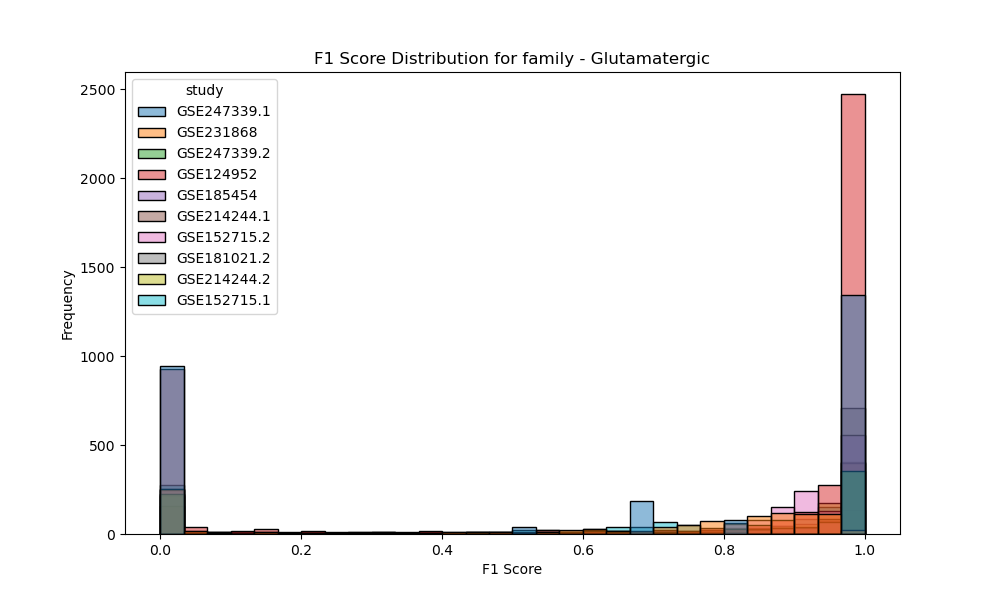 F1 Score Distribution for family - Glutamatergic
study
GSE247339.1
GSE231868
GSE247339.2
GSE124952
GSE185454
GSE214244.1
GSE152715.2
GSE181021.2
GSE214244.2
GSE152715.1
Frequency
2500
2000
1500
1000
500
0
0.0 0.2 0.4 0.6 0.8 1.0
F1 Score